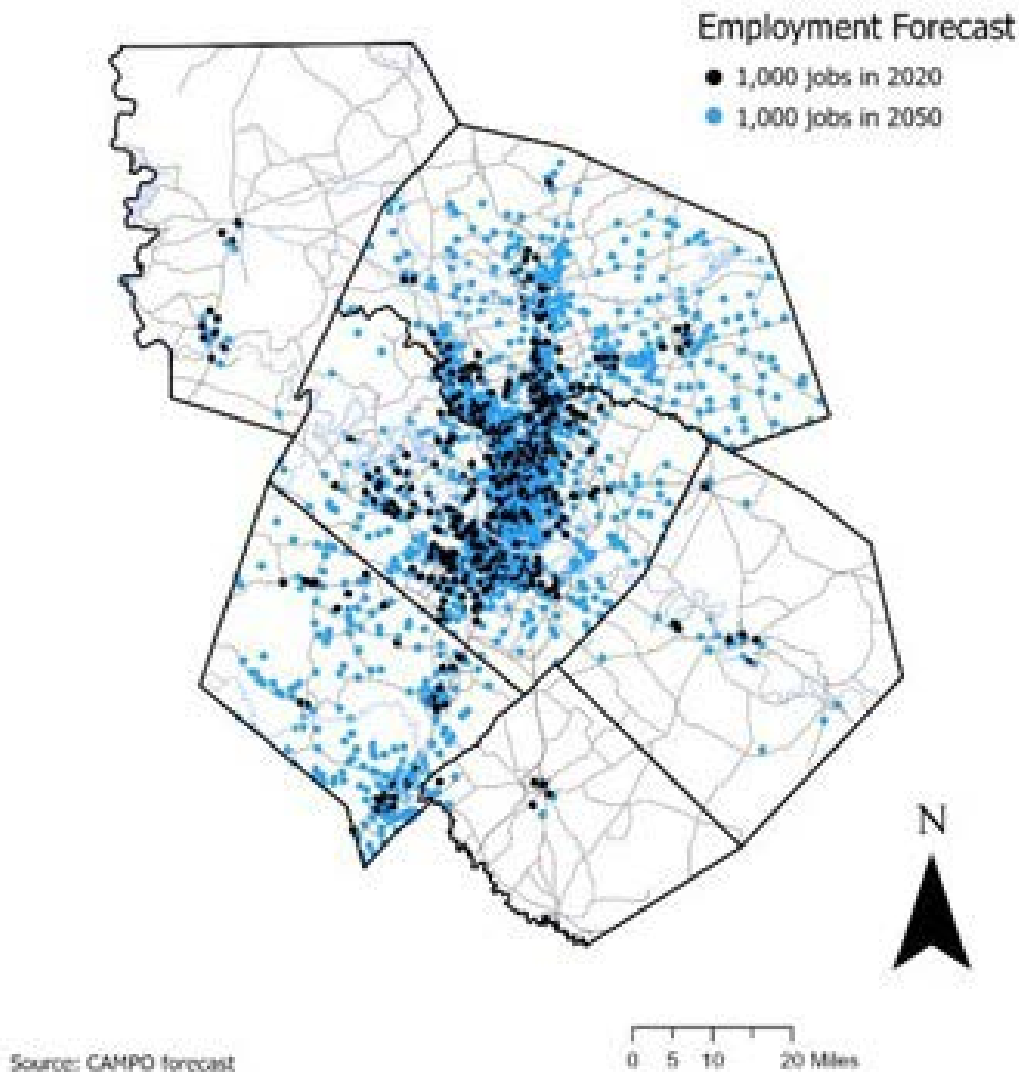 Employment Forecast
1,000 jobs in 2020
1,000 jobs in 2050
N
0 5 10 20 Miles
Source: CAMPO forecast